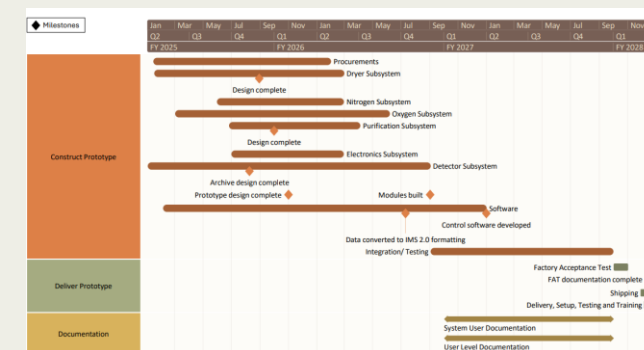 Milestones
Jan Mar May Jul Sep Nov Jan Mar May Jul Sep Nov Jan Mar May Jul Sep Nov
Q2 Q3 Q4 Q1 Q2 Q3 Q4 Q1 Q2 Q3 Q4 Q1
FY 2025 FY 2026 FY 2027 FY 2028
Construct Prototype
Procurements
Dryer Subsystem
Design complete
Nitrogen Subsystem
Oxygen Subsystem
Purification Subsystem
Design complete
Electronics Subsystem
Detector Subsystem
Archive design complete
Prototype design complete
Modules built
Software
Control software developed
Data converted to IMS 2.0 formatting
Integration/ Testing
Deliver Prototype
Factory Acceptance Test
FAT documentation complete
Shipping
Delivery, Setup, Testing and Training
Documentation
System User Documentation
User Level Documentation